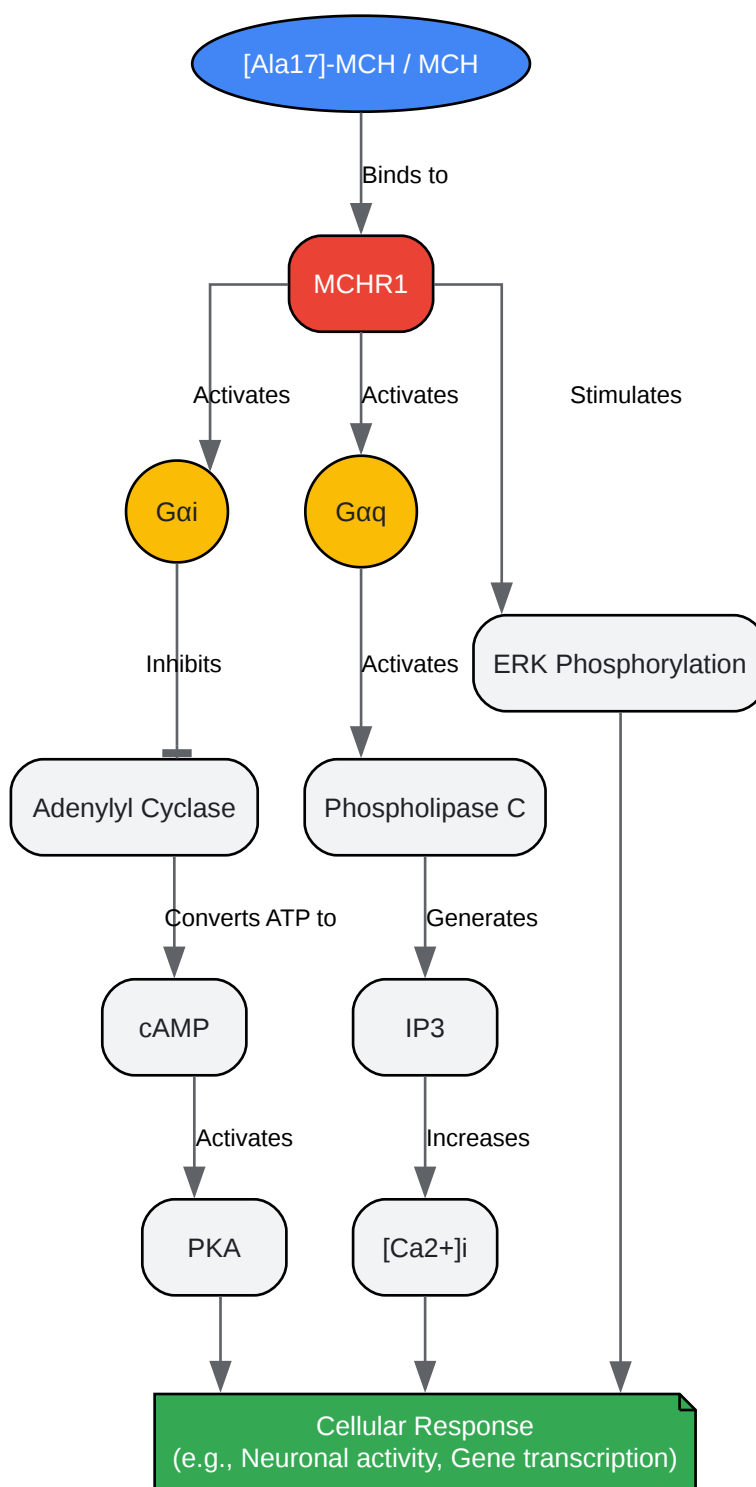 [Ala17]-MCH / MCH
Binds to
MCHR1
Activates
Activates
Stimulates
Gαi
Gαq
Inhibits
Activates
ERK Phosphorylation
Adenylyl Cyclase
Phospholipase C
Converts ATP to
Generates
cAMP
IP3
Activates
Increases
PKA
[Ca2+]i
Cellular Response
(e.g., Neuronal activity, Gene transcription)